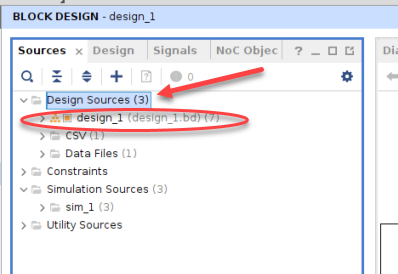 BLOCK DESIGN - design_1
Sources × Design Signals NoC Objec ? _
Dia
0
Design Sources (3)
design_1 (design_1.bd) (7)
CSV (1)
Data Files (1)
Constraints
Simulation Sources (3)
sim_1 (3)
Utility Sources